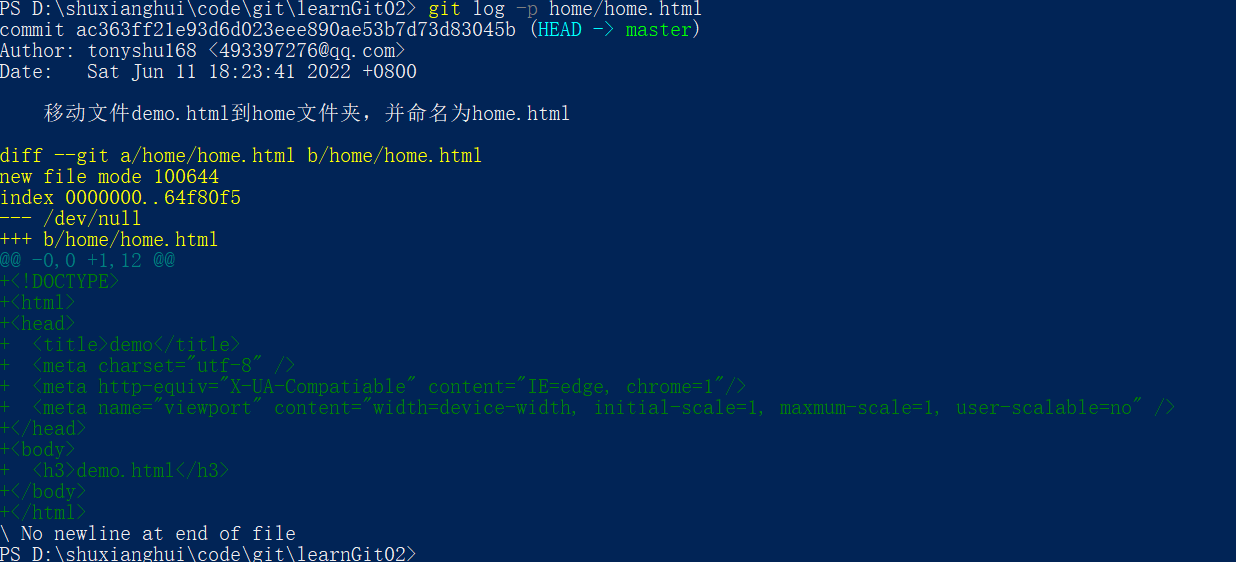 PS D:\shuxianghui\code\git\learnGit02> git log -p home/home.html
commit ac363ff21e93d6d023eee890ae53b7d73d83045b (HEAD -> master)
Author: tonyshu168 <493397276@qq.com>
Date:   Sat Jun 11 18:23:41 2022 +0800
移动文件demo.html到home文件夹，并命名为home.html
diff --git a/home/home.html b/home/home.html
new file mode 100644
index 0000000..64f80f5
--- /dev/null
+++ b/home/home.html
@@ -0,0 +1,12 @@
+<!DOCTYPE>
+<html>
+<head>
+  <title>demo</title>
+  <meta charset="utf-8" />
+  <meta http-equiv="X-UA-Compatiable" content="IE=edge, chrome=1"/>
+  <meta name="viewport" content="width=device-width, initial-scale=1, maxmum-scale=1, user-scalable=no" />
+</head>
+<body>
+  <h3>demo.html</h3>
+</body>
+</html>
\ No newline at end of file
PS D:\shuxianghui\code\git\learnGit02>